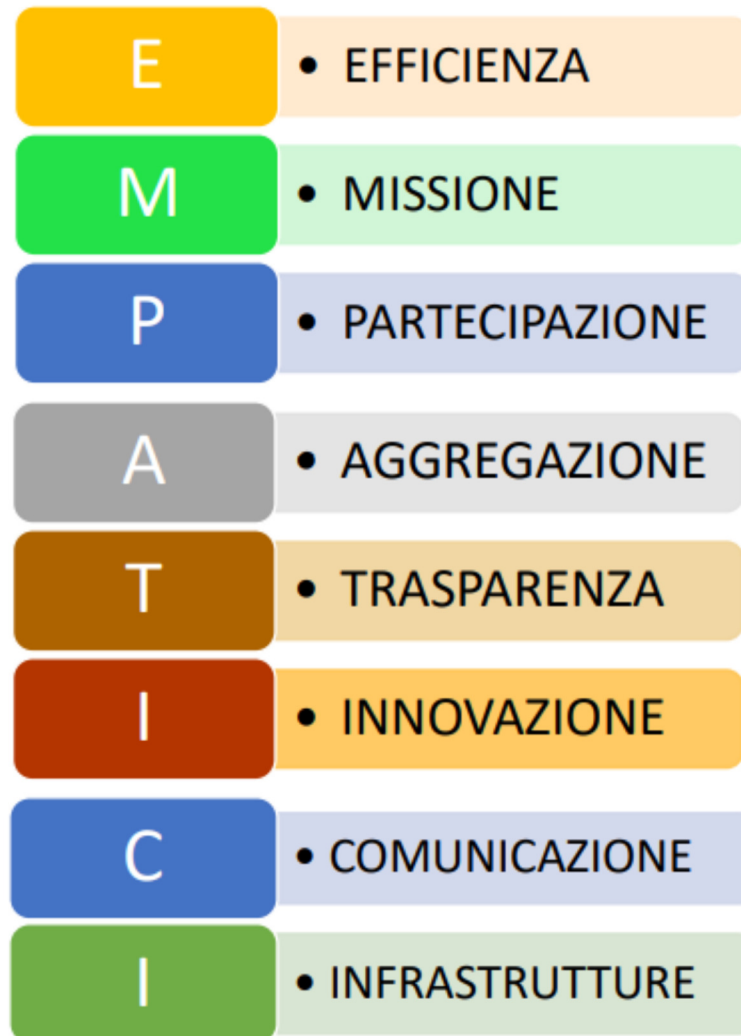 E • EFFICIENZA
M • MISSIONE
P • PARTECIPAZIONE
A • AGGREGAZIONE
T • TRASPARENZA
I • INNOVAZIONE
C • COMUNICAZIONE
I • INFRASTRUTTURE